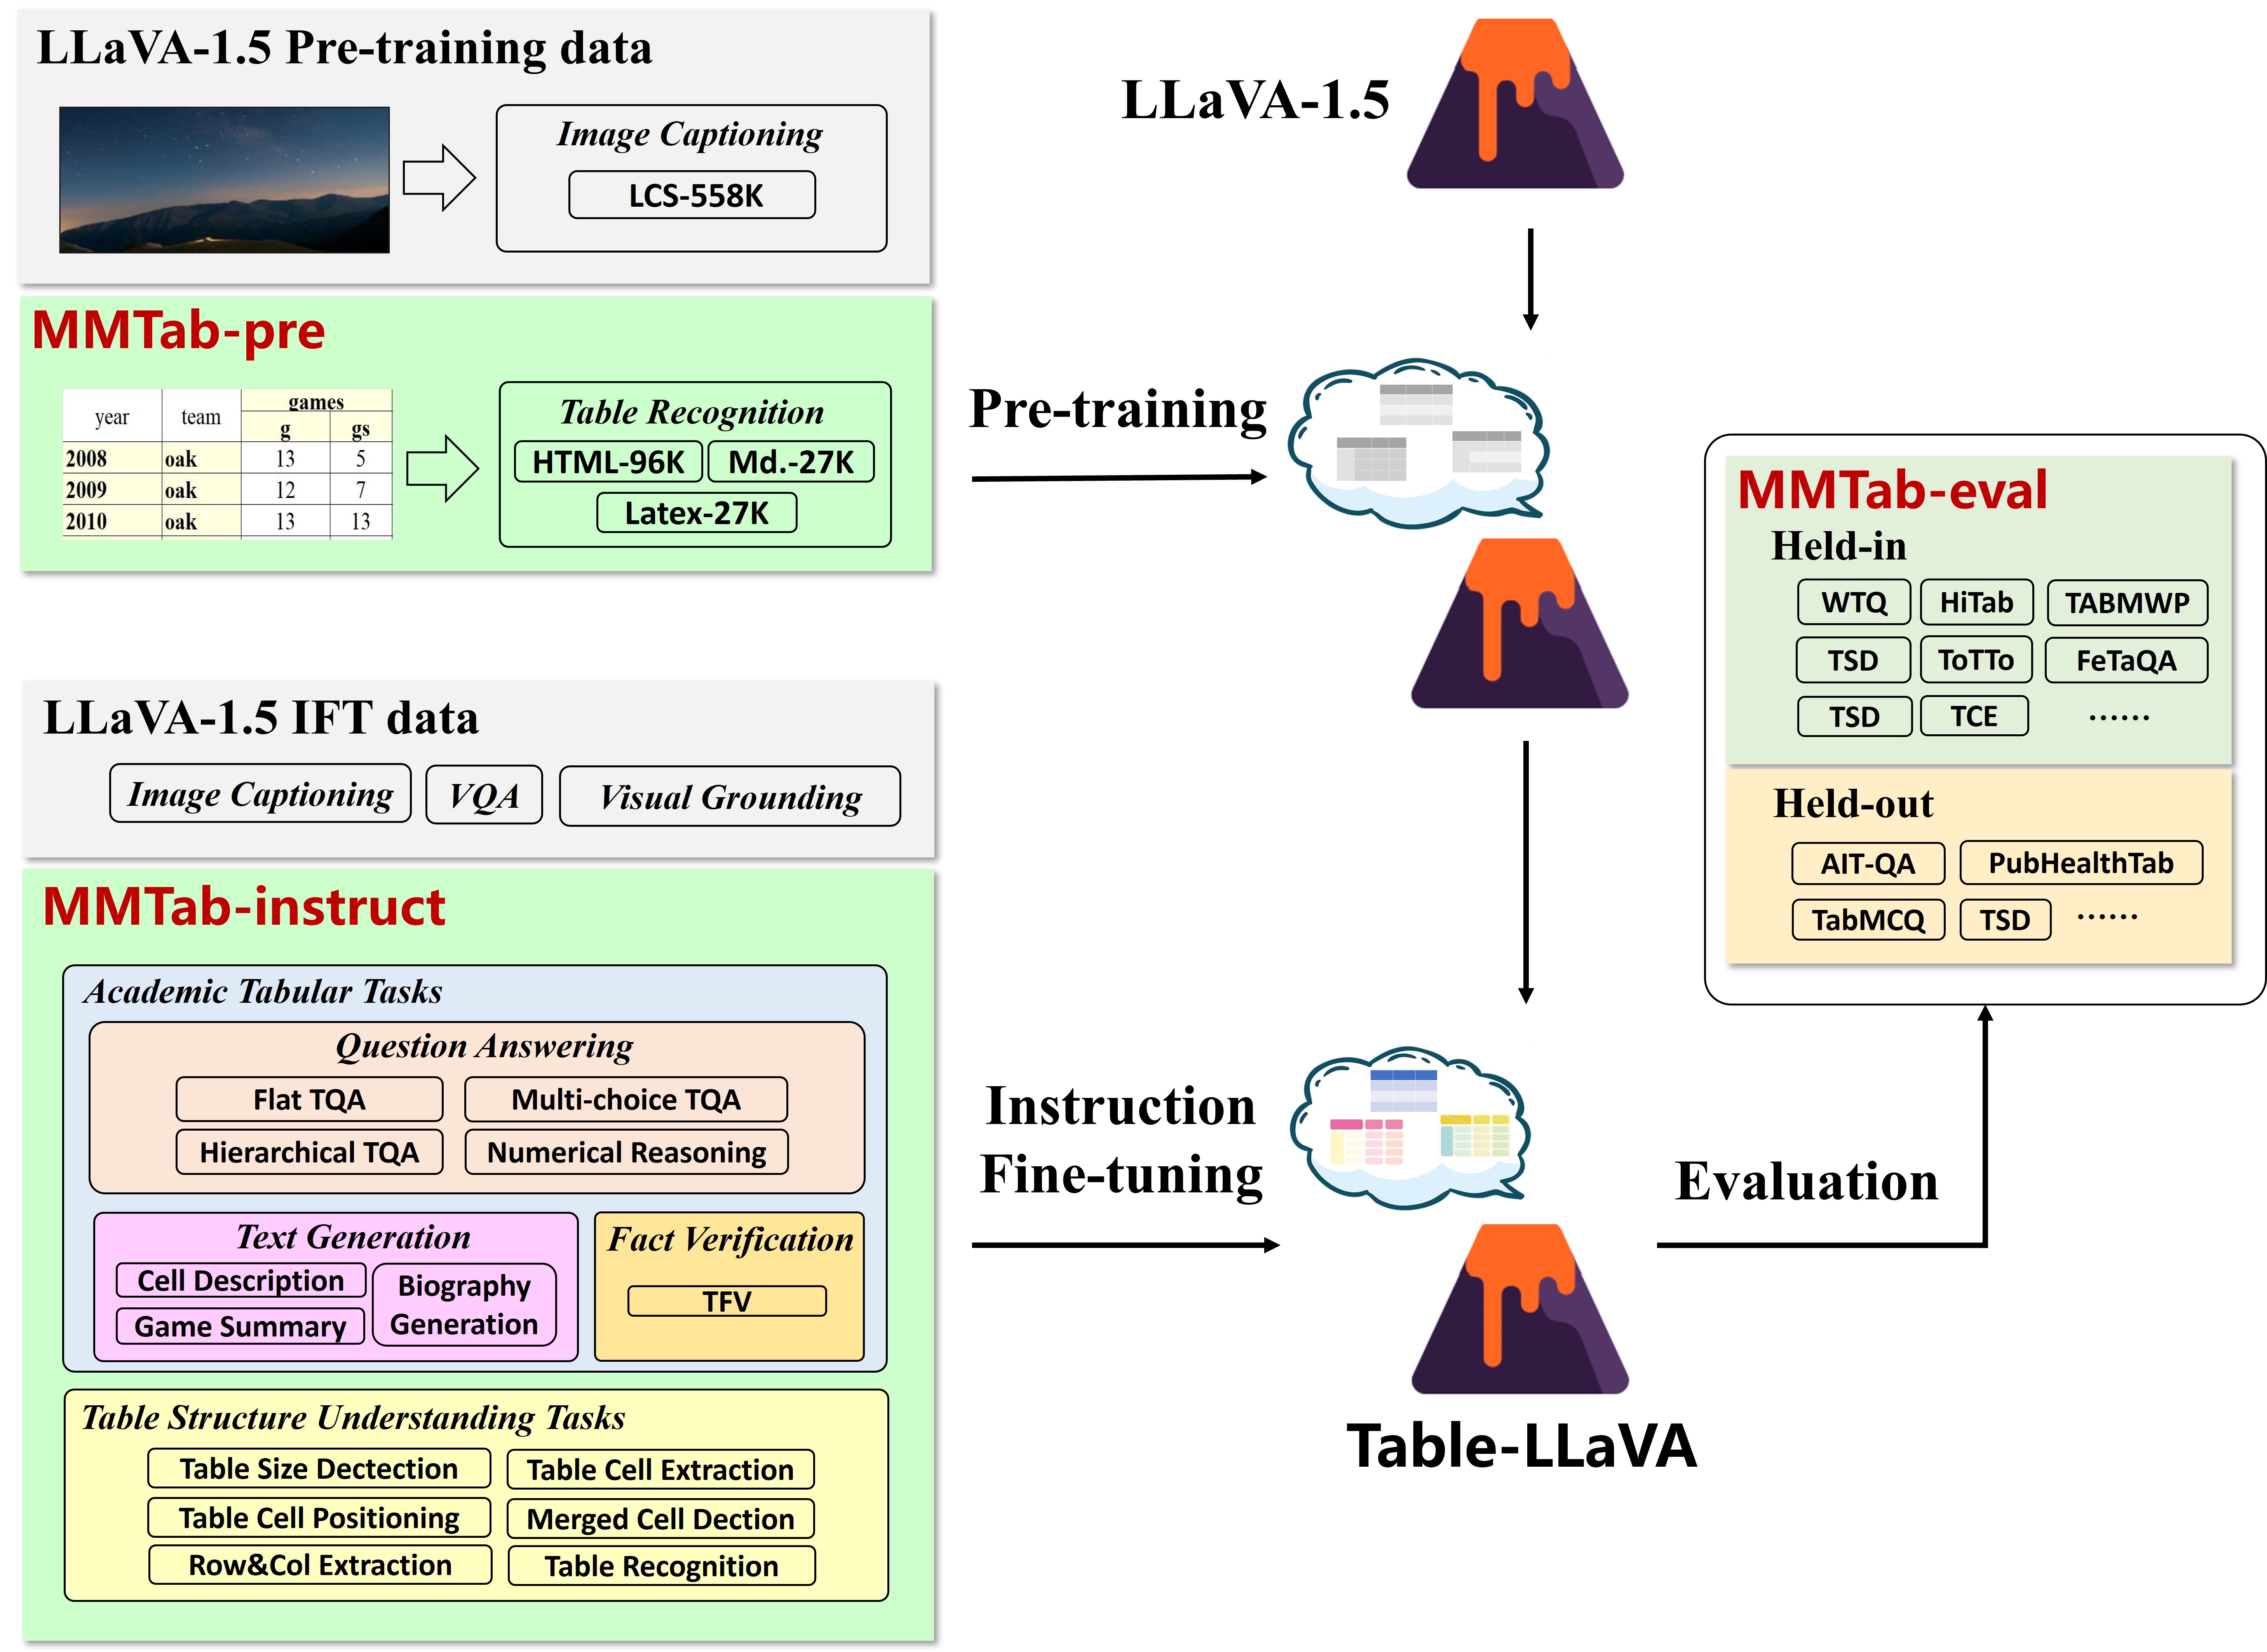 LLaVA-1.5 Pre-training data
Image Captioning
LCS-558K
MMTab-pre
year team games
g gs
2008 oak 13 5
2009 oak 12 7
2010 oak 13 13
Table Recognition
HTML-96K Md.-27K
Latex-27K
LLaVA-1.5 IFT data
Image Captioning VQA Visual Grounding
MMTab-instruct
Academic Tabular Tasks
Question Answering
Flat TQA Multi-choice TQA
Hierarchical TQA Numerical Reasoning
Text Generation
Cell Description
Game Summary
Biography
Generation
Fact Verification
TFV
Table Structure Understanding Tasks
Table Size Dectection Table Cell Extraction
Table Cell Positioning Merged Cell Dection
Row&Col Extraction Table Recognition
LLaVA-1.5
Pre-training
Instruction
Fine-tuning
Table-LLaVA
Evaluation
MMTab-eval
Held-in
WTQ HiTab TABMWP
TSD ToTTo FeTaQA
TSD TCE ......
Held-out
AIT-QA PubHealthTab
TabMCQ TSD ......